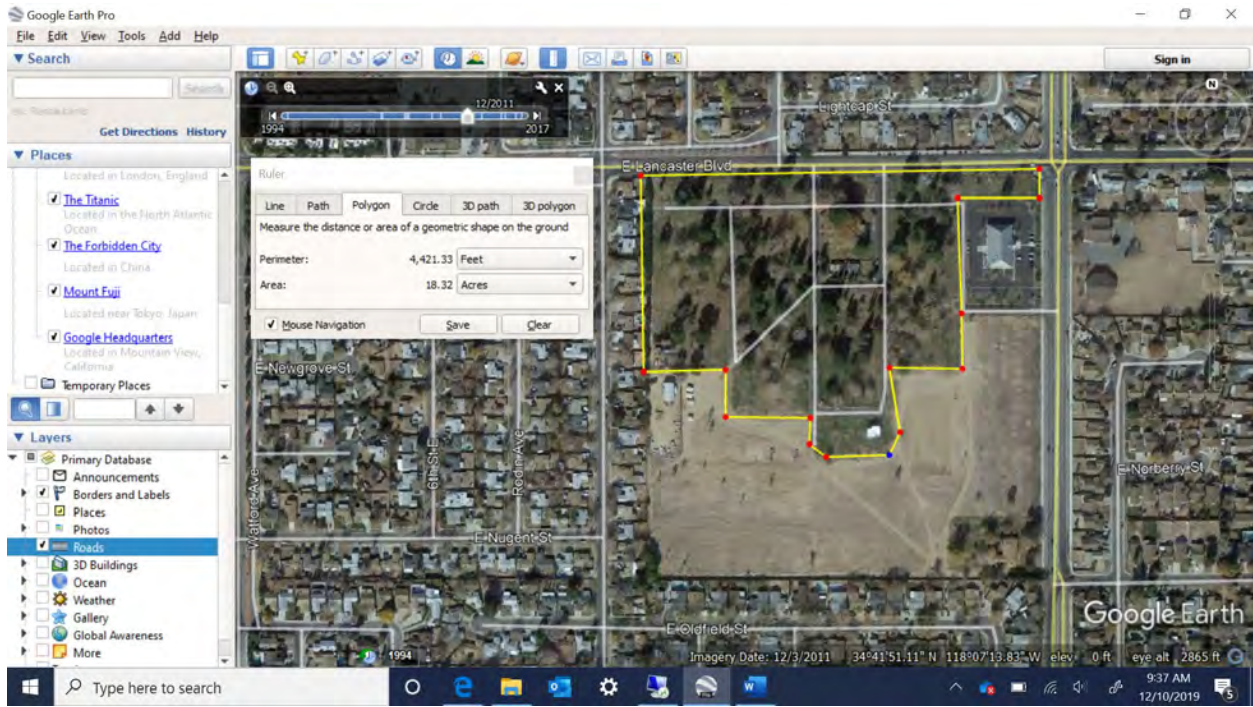 Google Earth Pro
File Edit View Tools Add Help
Search
Search
Get Directions History
Places
Located in London, England
The Titanic
Located in the North Atlantic
Ocean
The Forbidden City
Located in China
Mount Fuji
Located near Tokyo, Japan
Google Headquarters
Located in Mountain View,
California
Temporary Places
Layers
Primary Database
Announcements
Borders and Labels
Places
Photos
Roads
3D Buildings
Ocean
Weather
Gallery
Global Awareness
More
Sign in
12/2011
1994 2017
Ruler
Line Path Polygon Circle 3D path 3D polygon
Measure the distance or area of a geometric shape on the ground
Perimeter: 4,421.33 Feet
Area: 18.32 Acres
Mouse Navigation Save Clear
N
Lightcap St
E Lancaster Blvd
E Newgrove St
6th St E
Rodin Ave
Watford Ave
E Norberry St
E Nugent St
E Oldfield St
Google Earth
1994
Imagery Date: 12/3/2011 34°41'51.11" N 118°07'13.83" W elev 0 ft eye alt 2865 ft
Type here to search
9:37 AM
12/10/2019
5